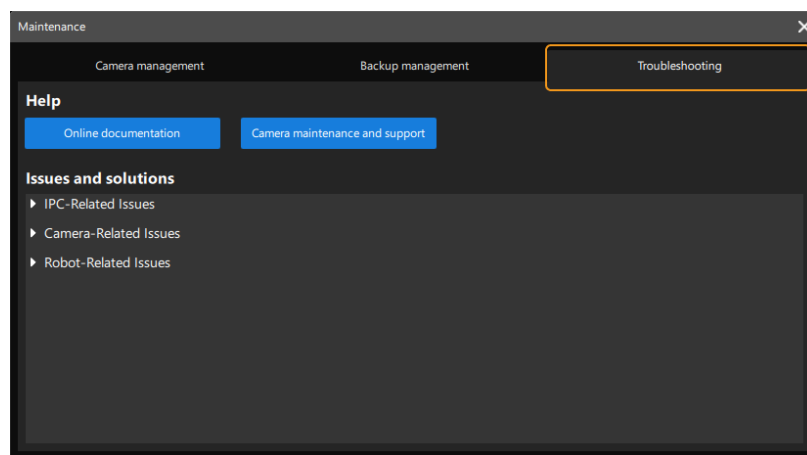 Maintenance
Camera management Backup management Troubleshooting
Help
Online documentation Camera maintenance and support
Issues and solutions
IPC-Related Issues
Camera-Related Issues
Robot-Related Issues